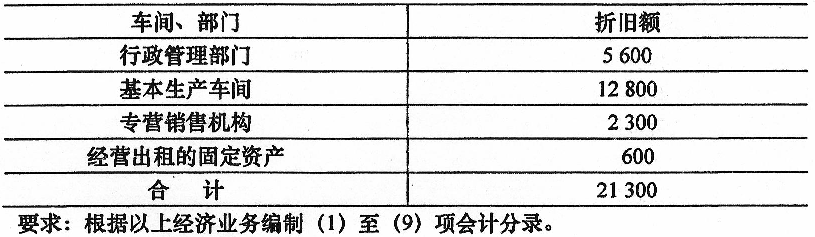 车间、部门 折旧额
行政管理部门 5 600
基本生产车间 12 800
专营销售机构 2 300
经营出租的固定资产 600
合 计 21 300
要求：根据以上经济业务编制（1）至（9）项会计分录。